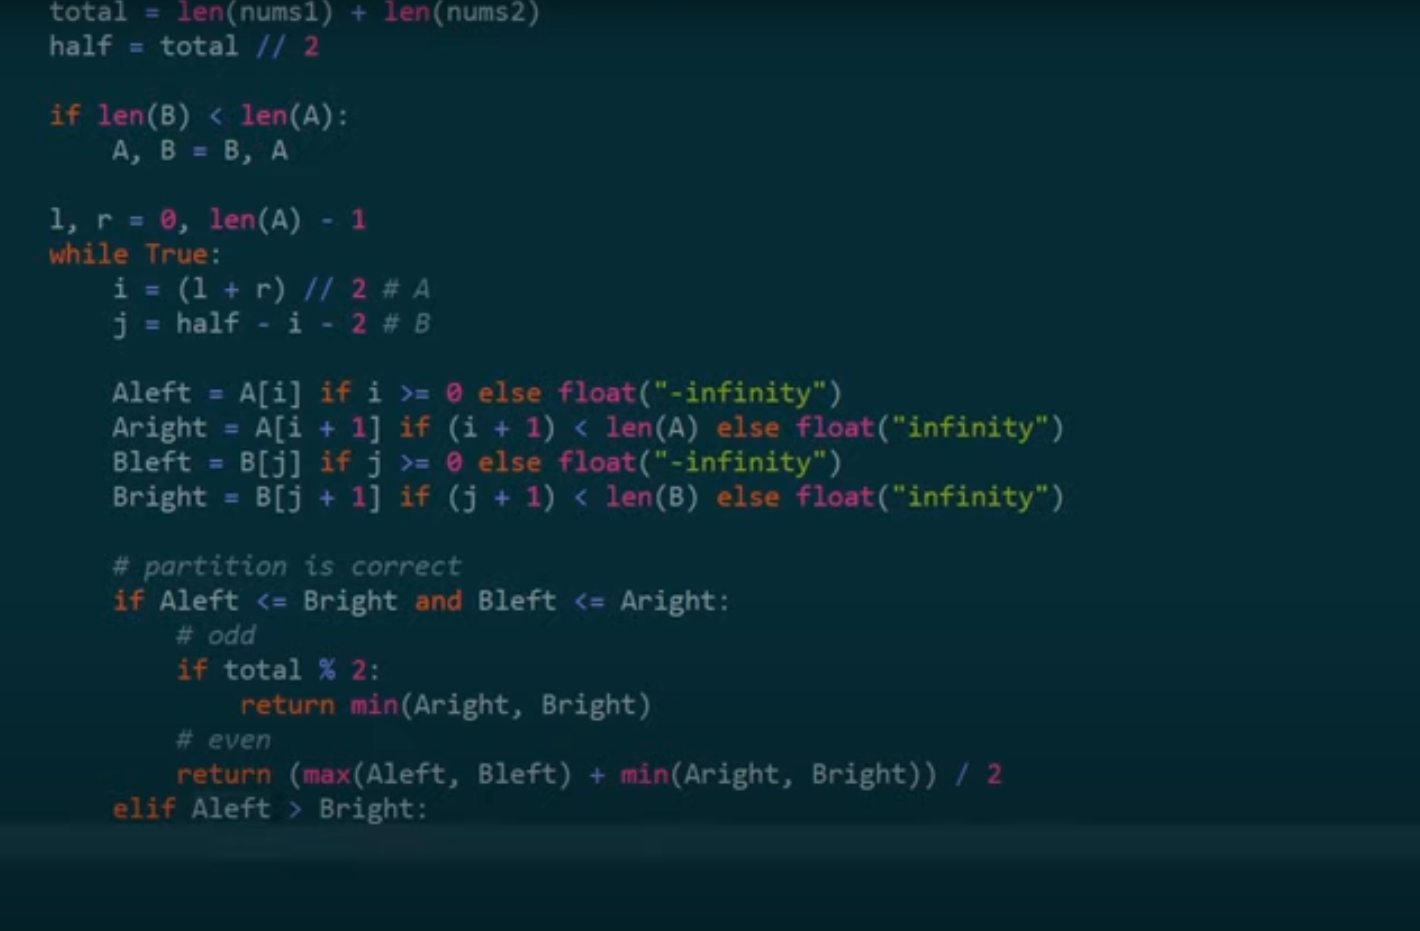 total = len(nums1) + len(nums2)
half = total // 2
if len(B) < len(A):
A, B = B, A
l, r = 0, len(A) - 1
while True:
i = (l + r) // 2 # A
j = half - i - 2 # B
Aleft = A[i] if i >= 0 else float("-infinity")
Aright = A[i + 1] if (i + 1) < len(A) else float("infinity")
Bleft = B[j] if j >= 0 else float("-infinity")
Bright = B[j + 1] if (j + 1) < len(B) else float("infinity")
# partition is correct
if Aleft <= Bright and Bleft <= Aright:
# odd
if total % 2:
return min(Aright, Bright)
# even
return (max(Aleft, Bleft) + min(Aright, Bright)) / 2
elif Aleft > Bright: